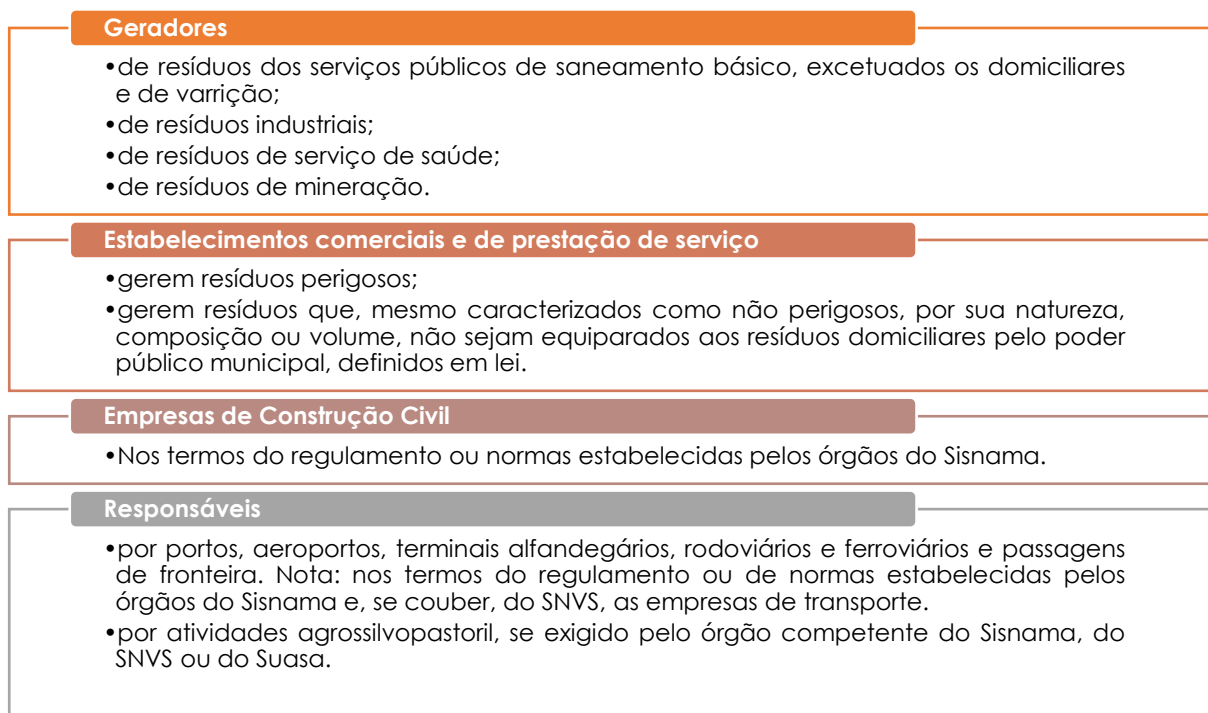 Geradores
•de resíduos dos serviços públicos de saneamento básico, excetuados os domiciliares
e de varrição;
•de resíduos industriais;
•de resíduos de serviço de saúde;
•de resíduos de mineração.
Estabelecimentos comerciais e de prestação de serviço
•gerem resíduos perigosos;
•gerem resíduos que, mesmo caracterizados como não perigosos, por sua natureza,
composição ou volume, não sejam equiparados aos resíduos domiciliares pelo poder
público municipal, definidos em lei.
Empresas de Construção Civil
•Nos termos do regulamento ou normas estabelecidas pelos órgãos do Sisnama.
Responsáveis
•por portos, aeroportos, terminais alfandegários, rodoviários e ferroviários e passagens
de fronteira. Nota: nos termos do regulamento ou de normas estabelecidas pelos
órgãos do Sisnama e, se couber, do SNVS, as empresas de transporte.
•por atividades agrossilvopastoril, se exigido pelo órgão competente do Sisnama, do
SNVS ou do Suasa.